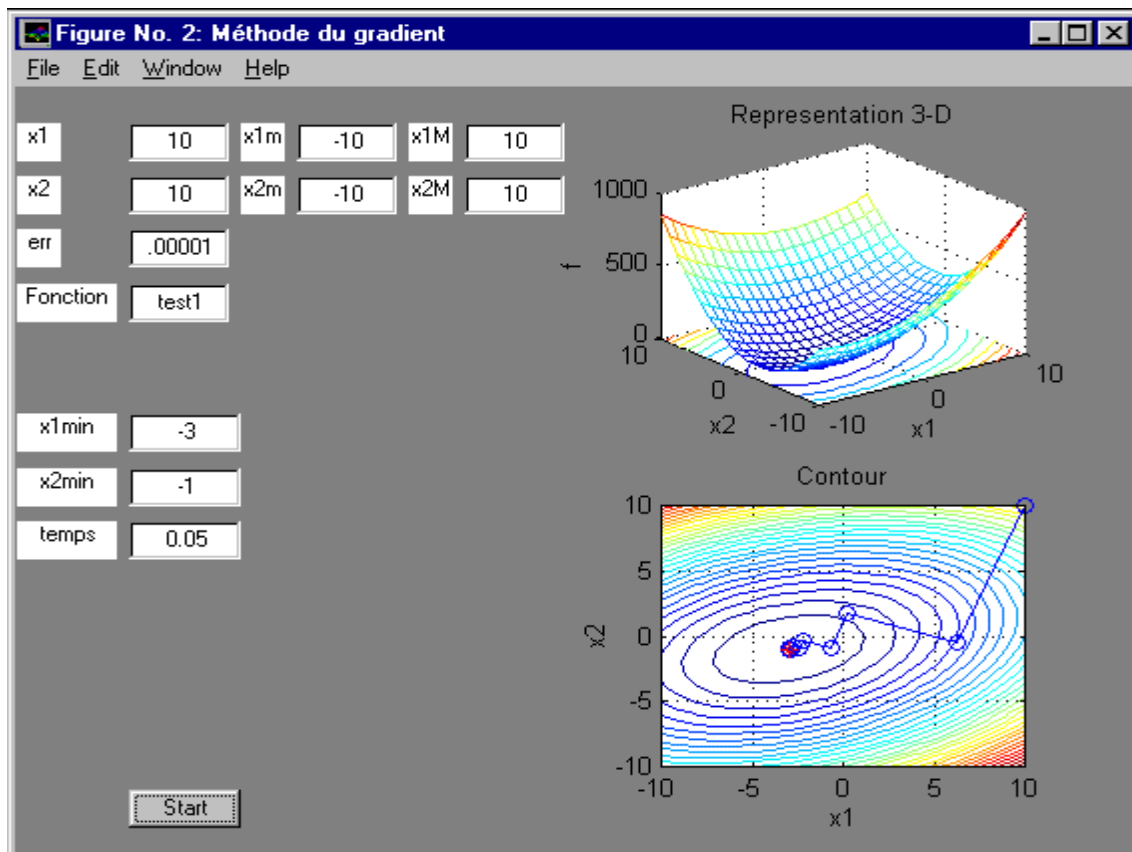 Figure No. 2: Méthode du gradient
File Edit Window Help
x1 10 x1m -10 x1M 10
x2 10 x2m -10 x2M 10
err .00001
Fonction test1
x1min -3
x2min -1
temps 0.05
Start
Representation 3-D
1000
500
0
f
10
0
-10
x2
-10
0
10
x1
Contour
10
5
0
-5
-10
x2
-10 -5 0 5 10
x1